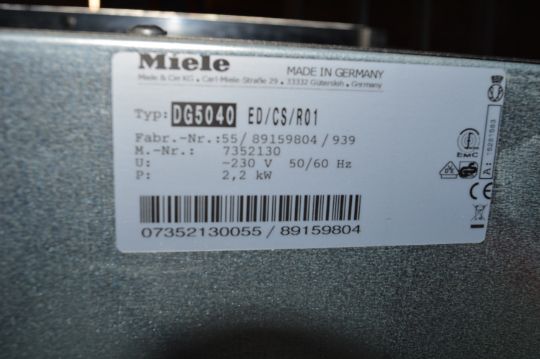 Miele
MADE IN GERMANY
Miele & Cie KG . Carl-Miele-Straße 29 . 33332 Gütersloh . Germany
Typ: DG5040 ED/CS/R01
Fabr.-Nr.:55/ 89159804 /939
M.-Nr.: 7352130
U: ~230 V 50/60 Hz
P: 2,2 kW
EMC
CE
07352130055 / 89159804